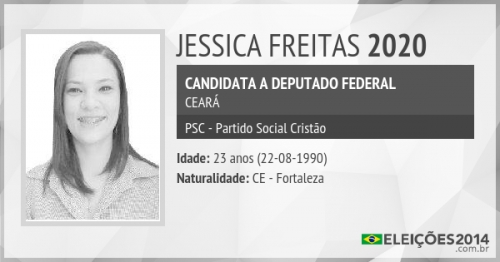 JESSICA FREITAS 2020
CANDIDATA A DEPUTADO FEDERAL
CEARÁ
PSC - Partido Social Cristão
Idade: 23 anos (22-08-1990)
Naturalidade: CE - Fortaleza
ELEIÇÕES2014
.com.br